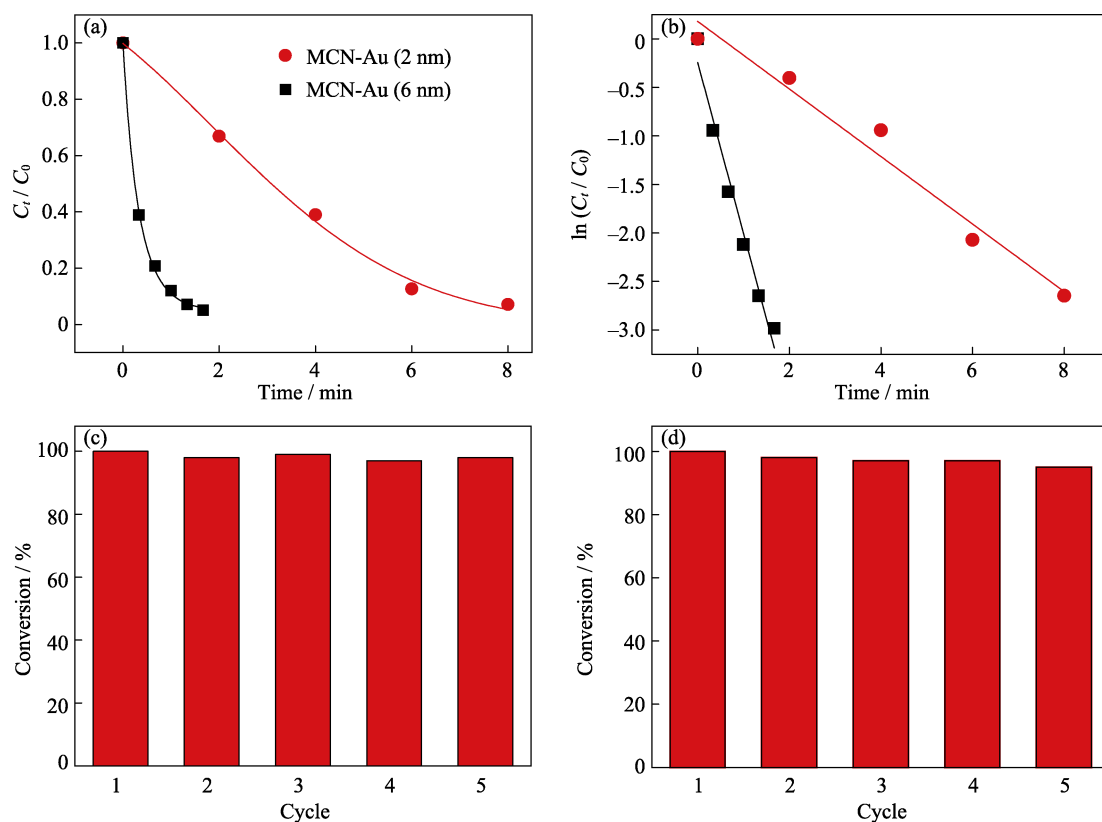 (a)
MCN-Au (2 nm)
MCN-Au (6 nm)
1.0
0.8
0.6
0.4
0.2
0
Ct / C0
0 2 4 6 8
Time / min
(b)
0
–0.5
–1.0
–1.5
–2.0
–2.5
–3.0
ln (Ct / C0)
0 2 4 6 8
Time / min
(c)
100
80
60
40
20
0
Conversion / %
1 2 3 4 5
Cycle
(d)
100
80
60
40
20
0
Conversion / %
1 2 3 4 5
Cycle